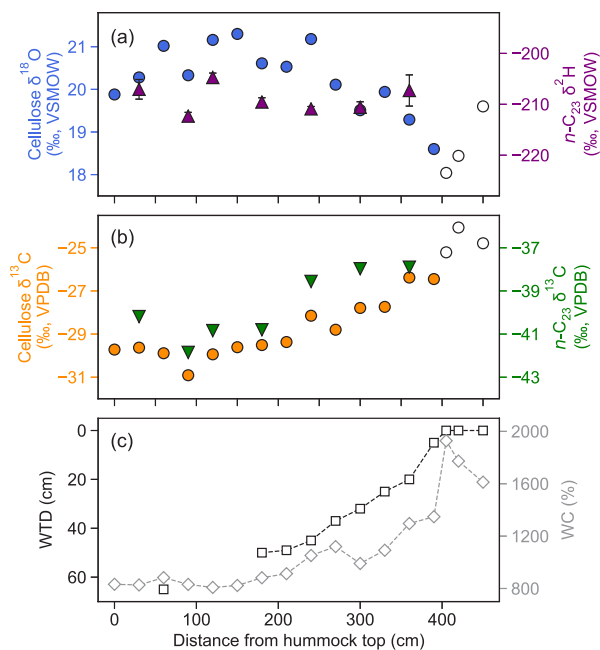 (a)
Cellulose δ¹⁸O
(‰, VSMOW)
21
20
19
18
−200
−210
−220
n-C₂₃ δ²H
(‰, VSMOW)
(b)
Cellulose δ¹³C
(‰, VPDB)
−25
−27
−29
−31
−37
−39
−41
−43
n-C₂₃ δ¹³C
(‰, VPDB)
(c)
WTD (cm)
0
20
40
60
2000
1600
1200
800
WC (%)
0 100 200 300 400
Distance from hummock top (cm)